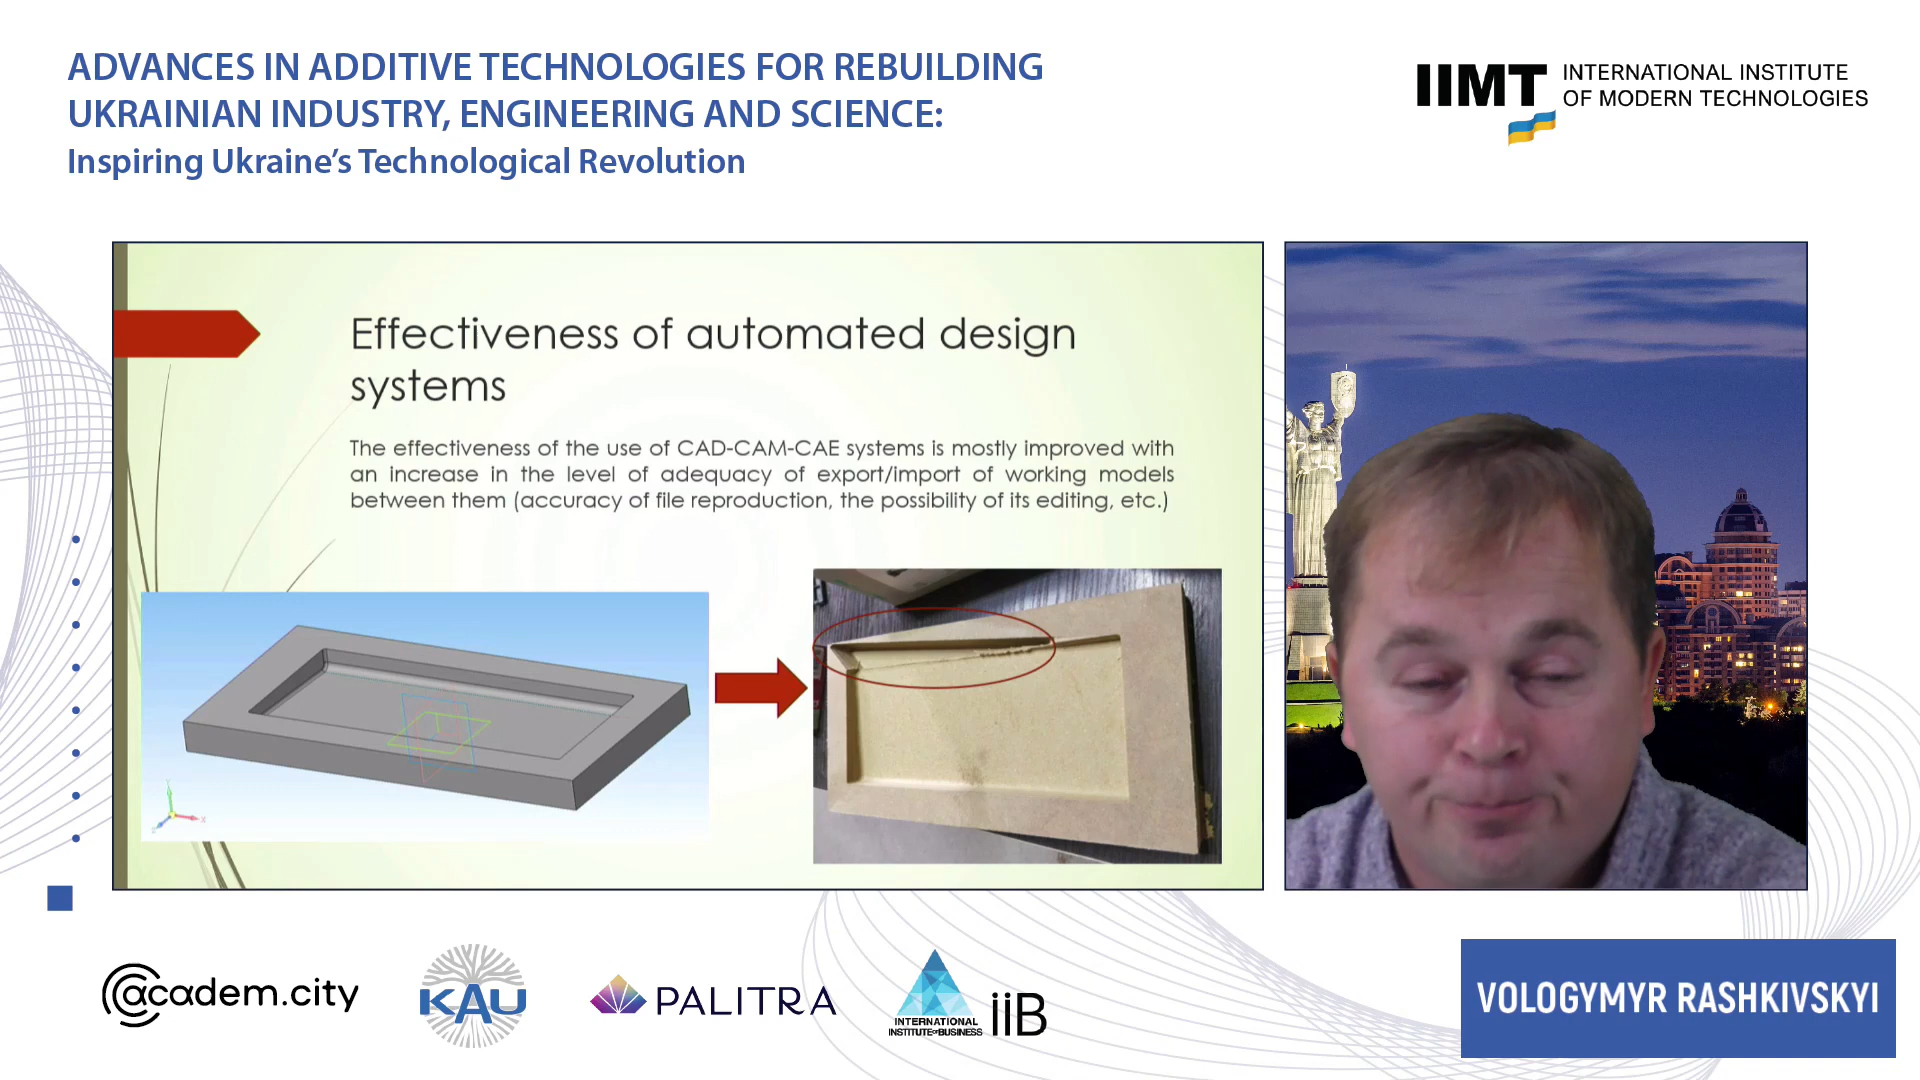 ADVANCES IN ADDITIVE TECHNOLOGIES FOR REBUILDING
UKRAINIAN INDUSTRY, ENGINEERING AND SCIENCE:
Inspiring Ukraine's Technological Revolution
IIMT
INTERNATIONAL INSTITUTE
OF MODERN TECHNOLOGIES
Effectiveness of automated design
systems
The effectiveness of the use of CAD-CAM-CAE systems is mostly improved with
an increase in the level of adequacy of export/import of working models
between them (accuracy of file reproduction, the possibility of its editing, etc.)
@cadem.city
KAU
PALITRA
INTERNATIONAL
INSTITUTE OF BUSINESS
iiB
VOLOGYMYR RASHKIVSKYI